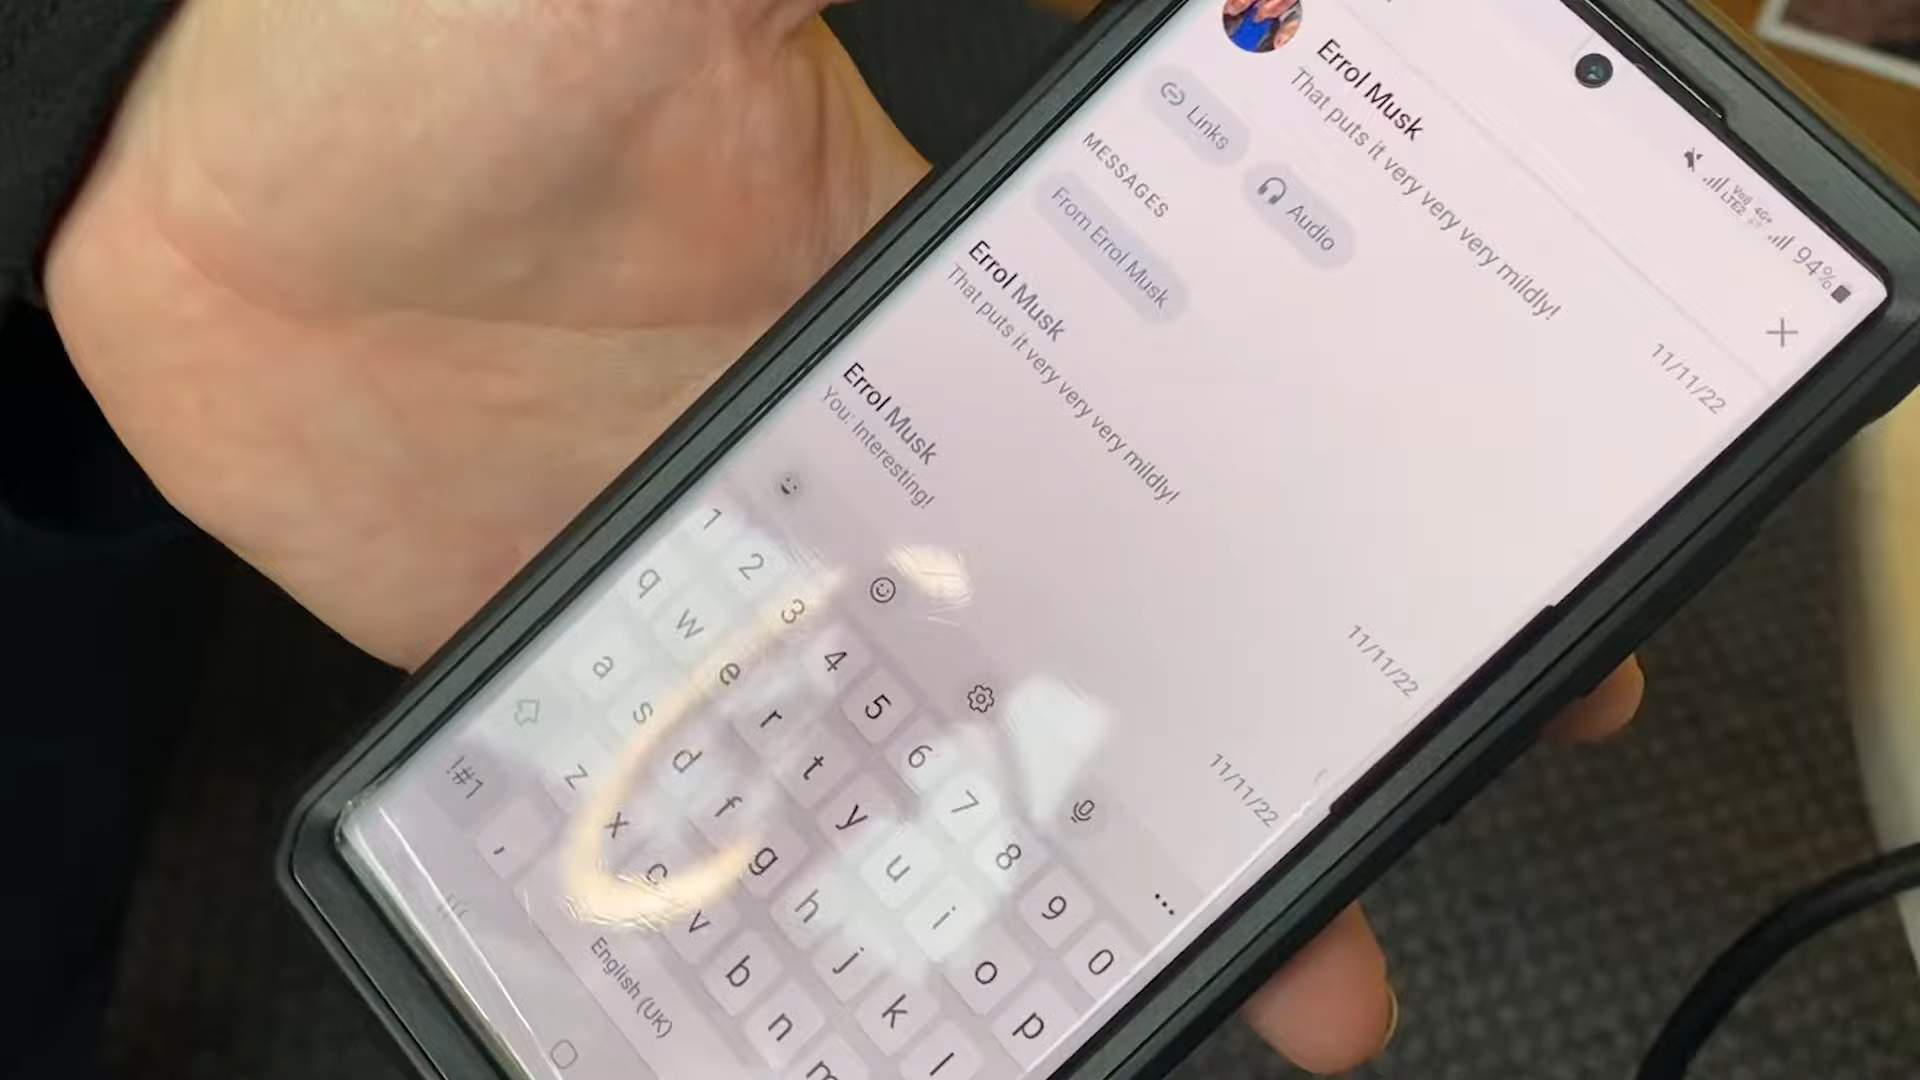 94%
Errol Musk
That puts it very very very very mildly!
11/11/22
Links
Audio
MESSAGES
From Errol Musk
Errol Musk
That puts it very very very very mildly!
11/11/22
Errol Musk
You: Interesting!
11/11/22
1 2 3 4 5 6 7 8 9 0
q w e r t y u i o p
a s d f g h j k l
z x c v b n m
!#1 , English (UK)